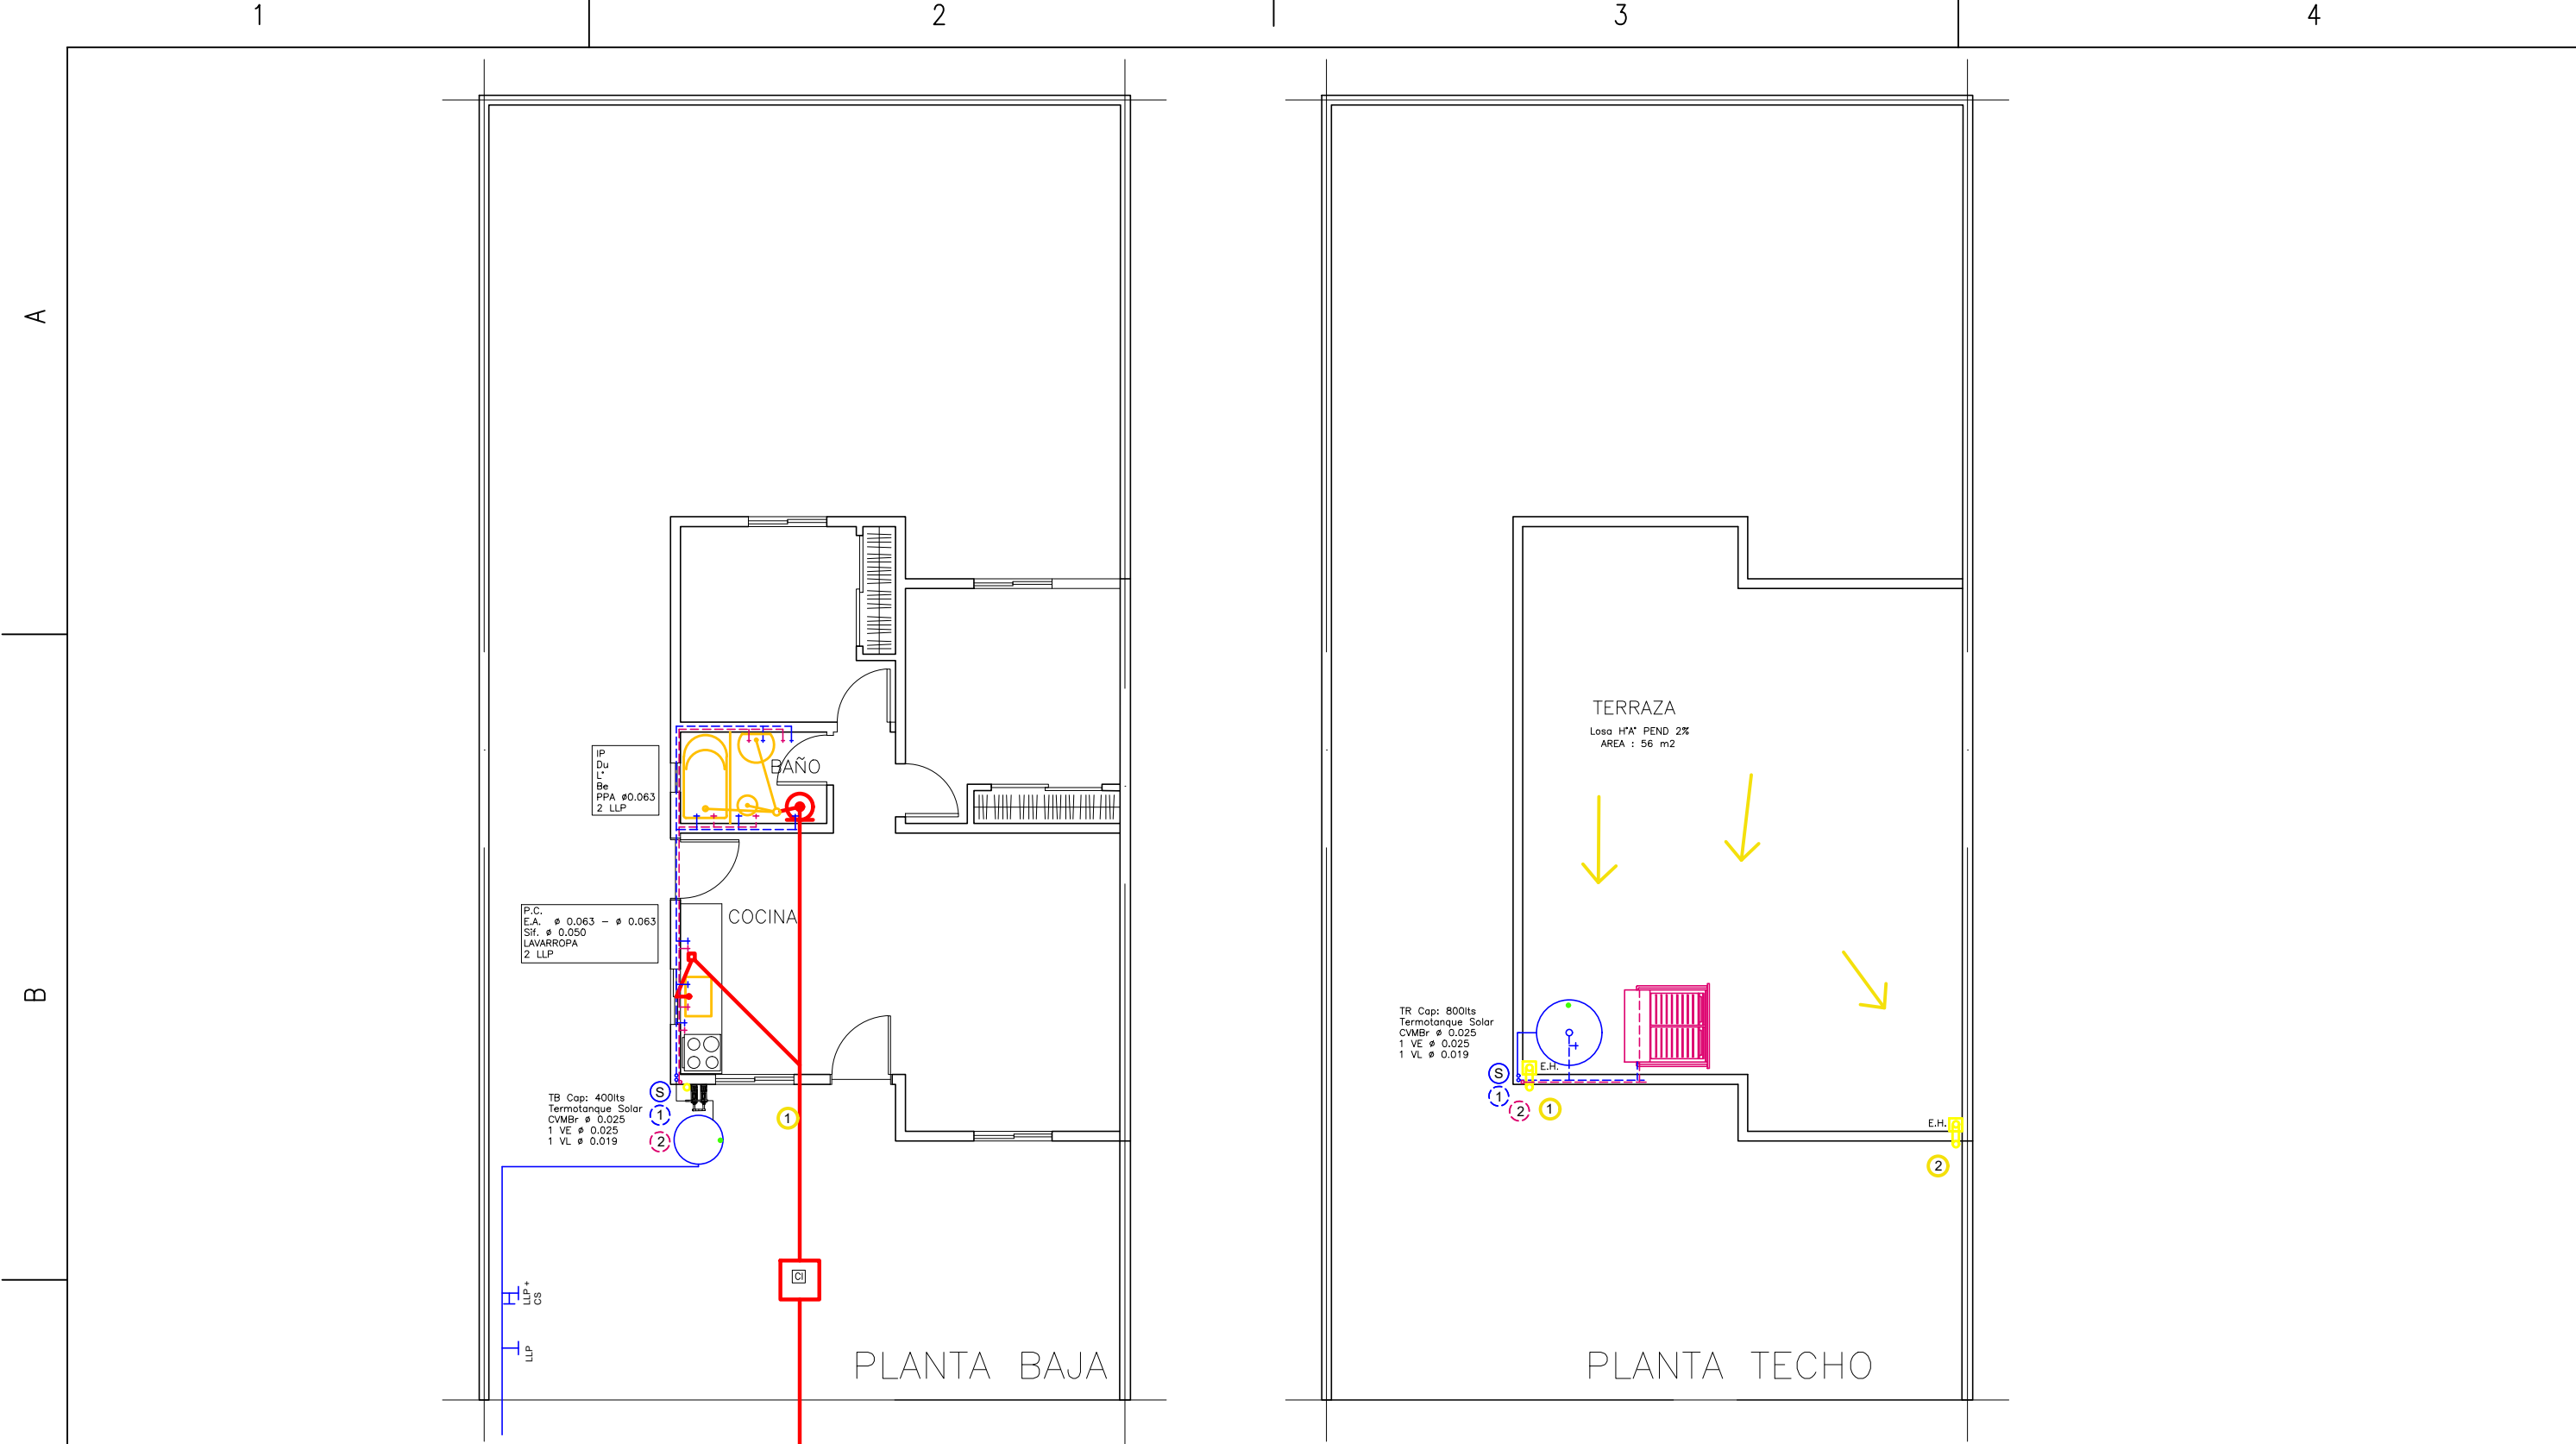 1
2
3
4
A
B
IP
Du
L°
Be
PPA ø0.063
2 LLP
BAÑO
P.C.
E.A. ø 0.063 - ø 0.063
Sif. ø 0.050
LAVARROPA
2 LLP
COCINA
TB Cap: 400lts
Termotanque Solar
CVMBr ø 0.025
1 VE ø 0.025
1 VL ø 0.019
S
1
2
1
CI
LLP+
CS
LLP
PLANTA BAJA
TERRAZA
Losa H°A° PEND 2%
AREA : 56 m2
TR Cap: 800lts
Termotanque Solar
CVMBr ø 0.025
1 VE ø 0.025
1 VL ø 0.019
E.H.
S
1
2
1
E.H.
2
PLANTA TECHO